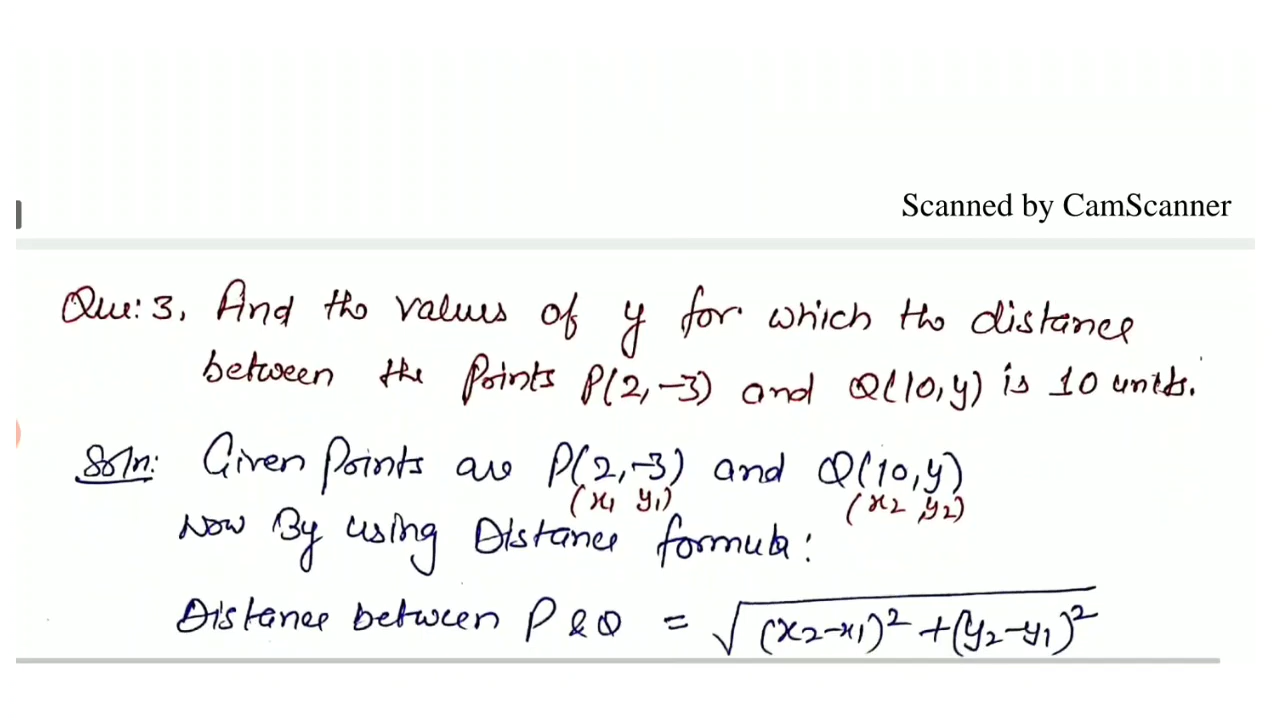 Scanned by CamScanner
Que: 3. Find the values of y for which the distance
between the Points P(2,-3) and Q(10,y) is 10 units.
Soln: Given Points are P(2,-3) and Q(10,y)
(x₁ y₁) (x₂ ,y₂)
Now By using Distance formula:
Distance between P & Q = √(x₂-x₁)² +(y₂-y₁)²